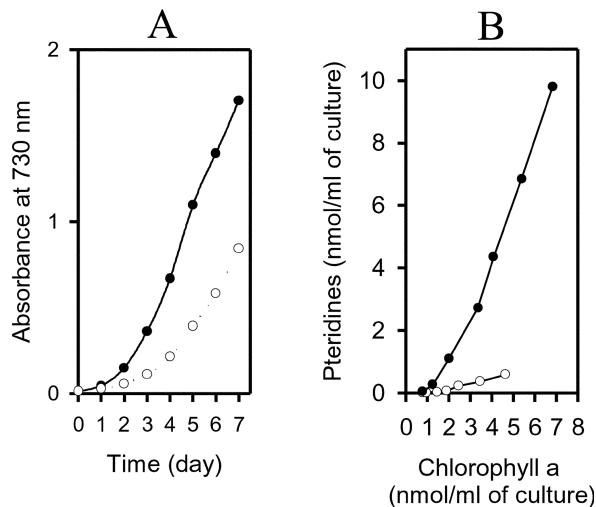 A
2
1
0
0 1 2 3 4 5 6 7
Absorbance at 730 nm
Time (day)
B
10
8
6
4
2
0
0 1 2 3 4 5 6 7 8
Pteridines (nmol/ml of culture)
Chlorophyll a
(nmol/ml of culture)